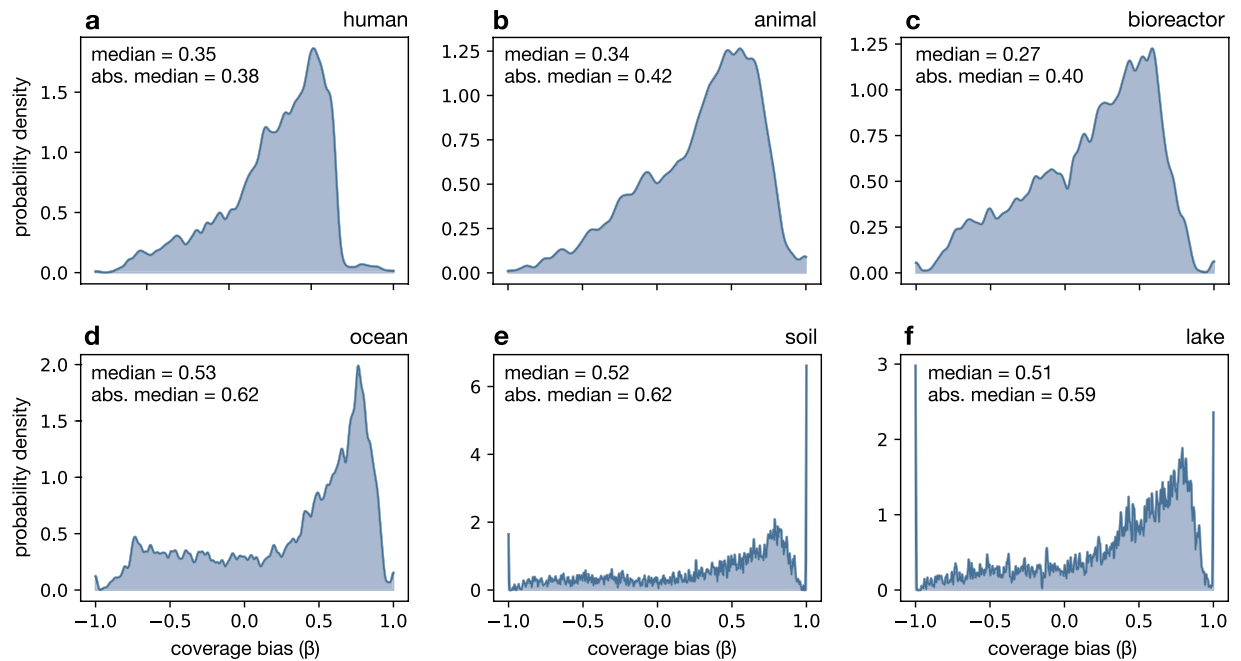 a human
median = 0.35
abs. median = 0.38
probability density
1.5
1.0
0.5
0.0
b animal
median = 0.34
abs. median = 0.42
1.25
1.00
0.75
0.50
0.25
0.00
c bioreactor
median = 0.27
abs. median = 0.40
1.25
1.00
0.75
0.50
0.25
0.00
d ocean
median = 0.53
abs. median = 0.62
probability density
2.0
1.5
1.0
0.5
0.0
−1.0 −0.5 0.0 0.5 1.0
coverage bias (β)
e soil
median = 0.52
abs. median = 0.62
6
4
2
0
−1.0 −0.5 0.0 0.5 1.0
coverage bias (β)
f lake
median = 0.51
abs. median = 0.59
3
2
1
0
−1.0 −0.5 0.0 0.5 1.0
coverage bias (β)